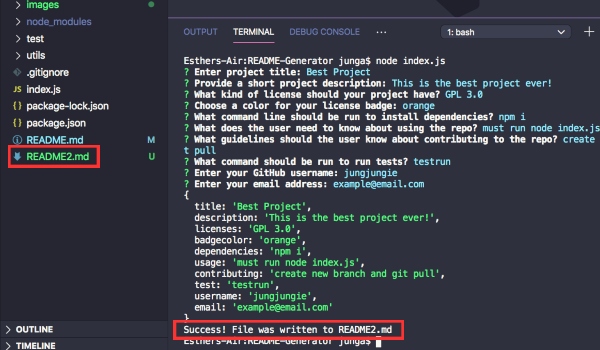 images
node_modules
test
utils
.gitignore
JS index.js
{} package-lock.json
{} package.json
README.md M
README2.md U
OUTLINE
TIMELINE
OUTPUT TERMINAL DEBUG CONSOLE ··· 1: bash
Esthers-Air:README-Generator junga$ node index.js
? Enter project title: Best Project
? Provide a short project description: This is the best project ever!
? What kind of license should your project have? GPL 3.0
? Choose a color for your license badge: orange
? What command line should be run to install dependencies? npm i
? What does the user need to know about using the repo? must run node index.js
? What guidelines should the user know about contributing to the repo? create
t pull
? What command should be run to run tests? testrun
? Enter your GitHub username: jungjungie
? Enter your email address: example@email.com
{
title: 'Best Project',
description: 'This is the best project ever!',
licenses: 'GPL 3.0',
badgecolor: 'orange',
dependencies: 'npm i',
usage: 'must run node index.js',
contributing: 'create new branch and git pull',
test: 'testrun',
username: 'jungjungie',
email: 'example@email.com'
}
Success! File was written to README2.md
Esthers-Air:README-Generator junga$